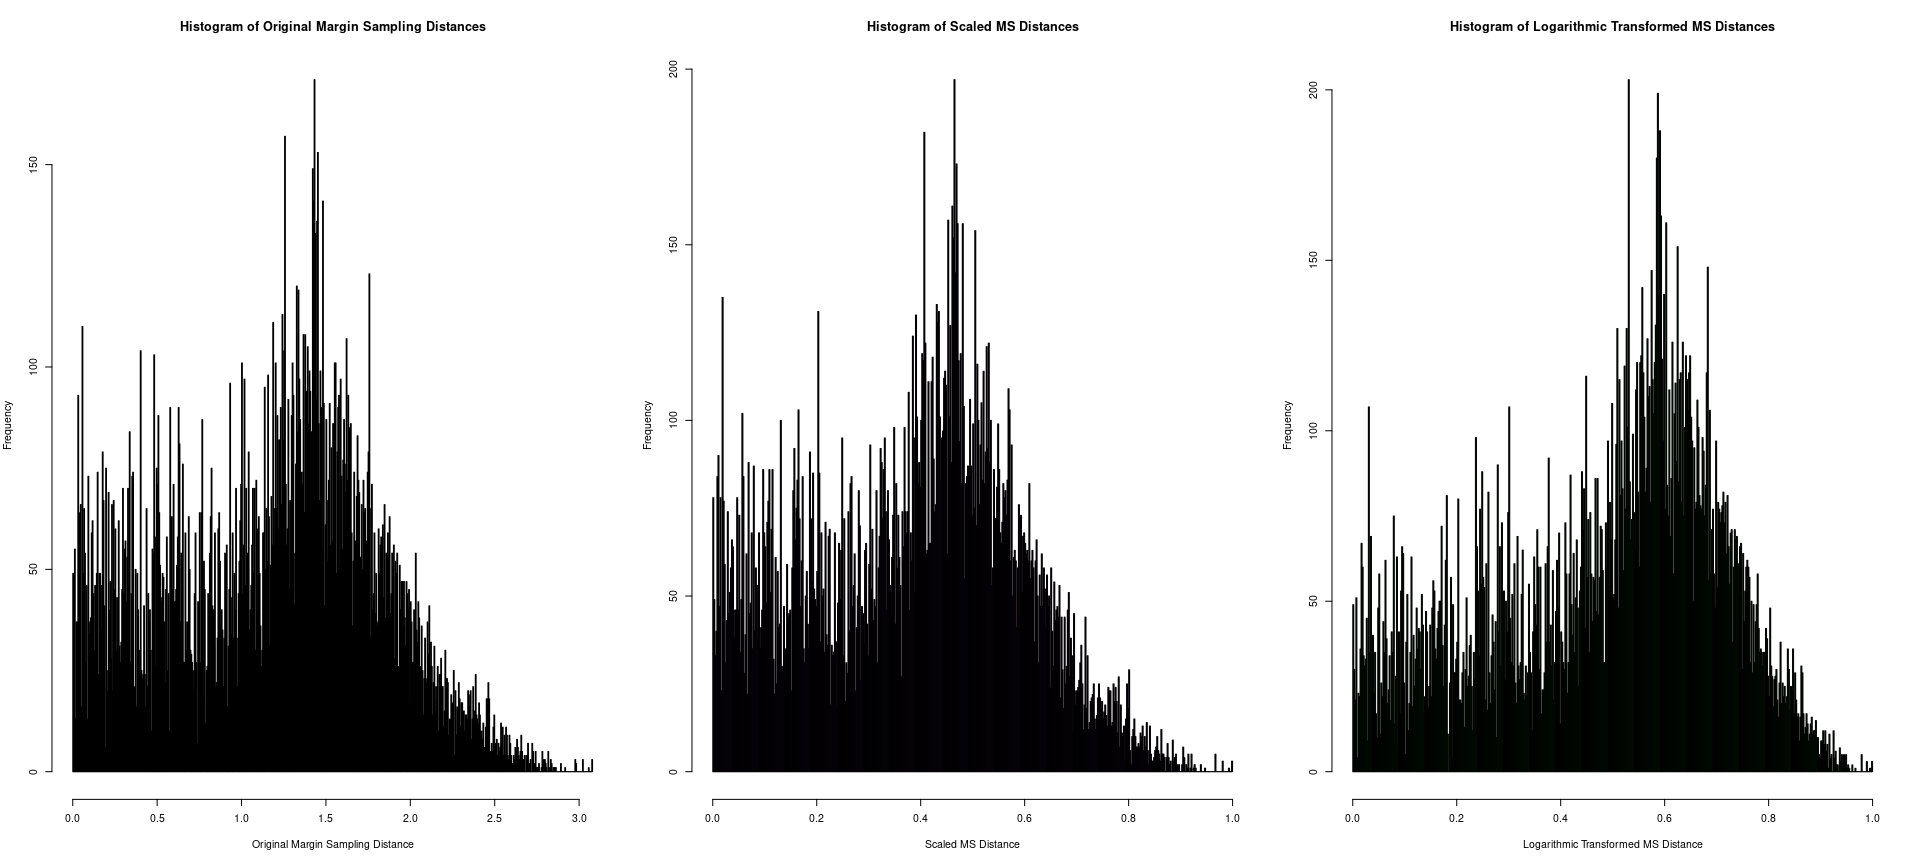 Histogram of Original Margin Sampling Distances
Frequency
150
100
50
0
0.0 0.5 1.0 1.5 2.0 2.5 3.0
Original Margin Sampling Distance
Histogram of Scaled MS Distances
Frequency
200
150
100
50
0
0.0 0.2 0.4 0.6 0.8 1.0
Scaled MS Distance
Histogram of Logarithmic Transformed MS Distances
Frequency
200
150
100
50
0
0.0 0.2 0.4 0.6 0.8 1.0
Logarithmic Transformed MS Distance